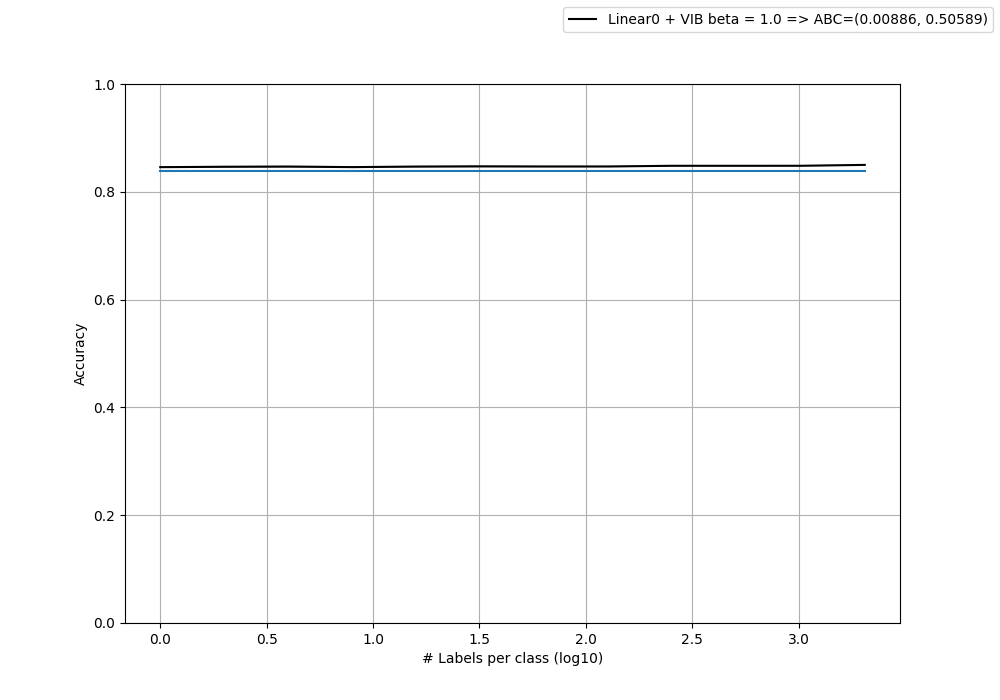 Linear0 + VIB beta = 1.0 => ABC=(0.00886, 0.50589)
1.0
0.8
0.6
0.4
0.2
0.0
Accuracy
0.0 0.5 1.0 1.5 2.0 2.5 3.0
# Labels per class (log10)